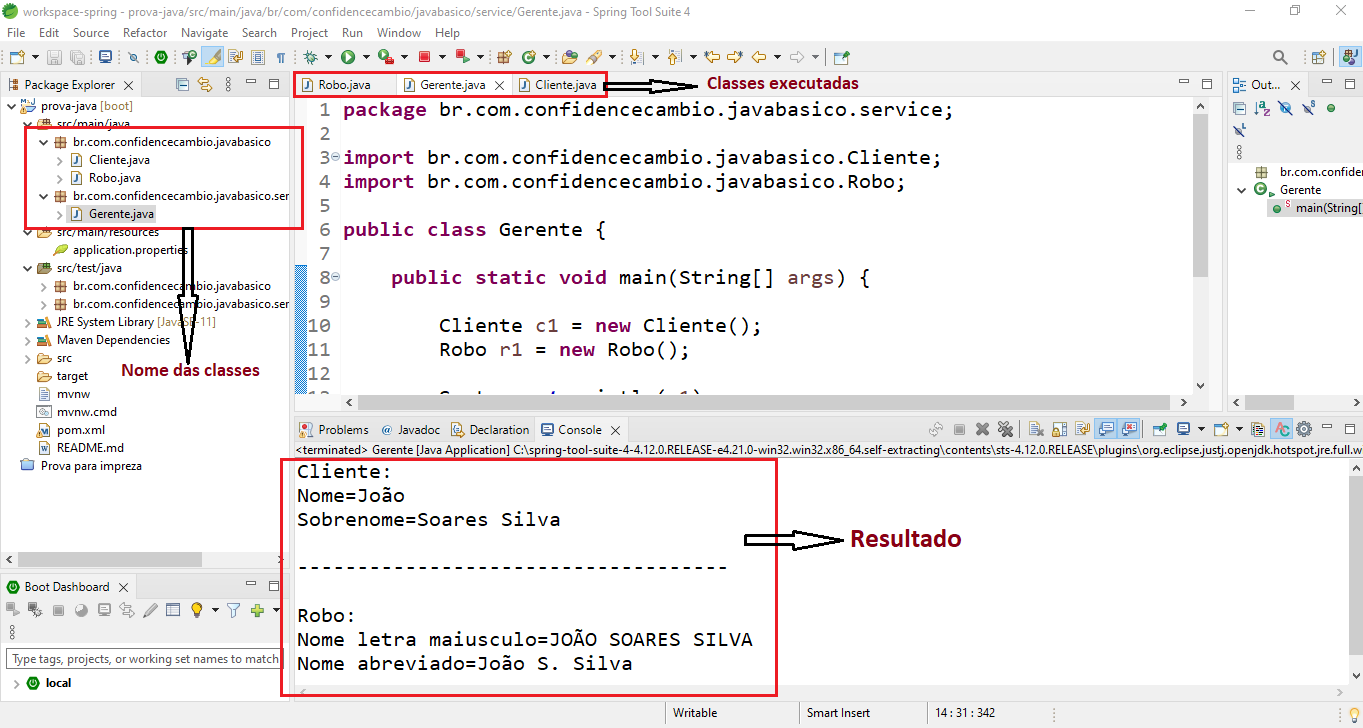 workspace-spring - prova-java/src/main/java/br/com/confidencecambio/javabasico/service/Gerente.java - Spring Tool Suite 4
File Edit Source Refactor Navigate Search Project Run Window Help
Package Explorer
prova-java [boot]
src/main/java
br.com.confidencecambio.javabasico
Cliente.java
Robo.java
br.com.confidencecambio.javabasico.ser
Gerente.java
src/main/resources
application.properties
src/test/java
br.com.confidencecambio.javabasico
br.com.confidencecambio.javabasico.ser
JRE System Library [JavaSE-11]
Maven Dependencies
Nome das classes
src
target
mvnw
mvnw.cmd
pom.xml
README.md
Prova para impreza
Boot Dashboard
Type tags, projects, or working set names to match
local
Robo.java Gerente.java Cliente.java
Classes executadas
1 package br.com.confidencecambio.javabasico.service;
2
3 import br.com.confidencecambio.javabasico.Cliente;
4 import br.com.confidencecambio.javabasico.Robo;
5
6 public class Gerente {
7
8 public static void main(String[] args) {
9
10 Cliente c1 = new Cliente();
11 Robo r1 = new Robo();
12
Out...
br.com.confiden
Gerente
main(String[
Problems Javadoc Declaration Console
<terminated> Gerente [Java Application] C:\spring-tool-suite-4-4.12.0.RELEASE-e4.21.0-win32.win32.x86_64.self-extracting\contents\sts-4.12.0.RELEASE\plugins\org.eclipse.justj.openjdk.hotspot.jre.full.w
Cliente:
Nome=João
Sobrenome=Soares Silva
------------------------------------
Robo:
Nome letra maiusculo=JOÃO SOARES SILVA
Nome abreviado=João S. Silva
Resultado
Writable Smart Insert 14 : 31 : 342